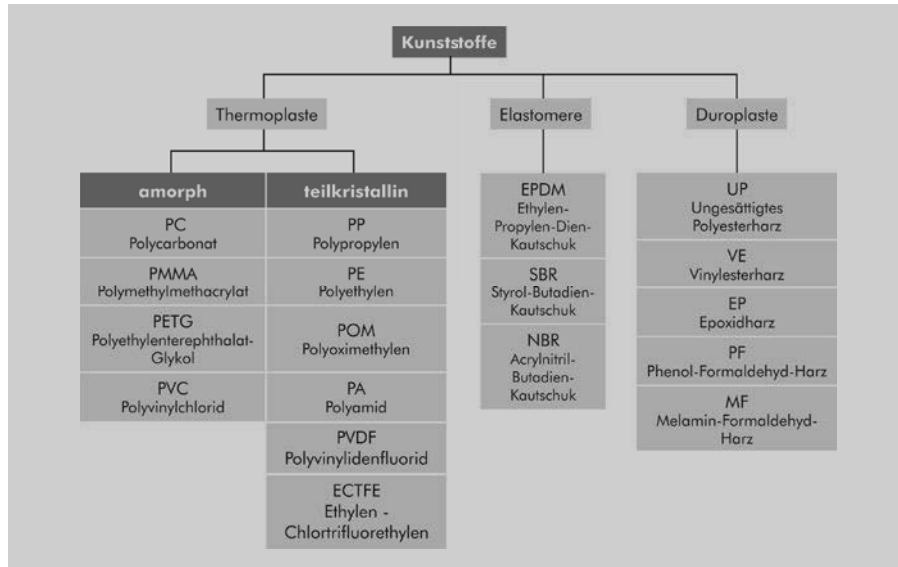 Kunststoffe
Thermoplaste
Elastomere
Duroplaste
amorph
PC
Polycarbonat
PMMA
Polymethylmethacrylat
PETG
Polyethylenterephthalat-
Glykol
PVC
Polyvinylchlorid
teilkristallin
PP
Polypropylen
PE
Polyethylen
POM
Polyoximethylen
PA
Polyamid
PVDF
Polyvinylidenfluorid
ECTFE
Ethylen -
Chlortrifluorethylen
EPDM
Ethylen-
Propylen-Dien-
Kautschuk
SBR
Styrol-Butadien-
Kautschuk
NBR
Acrylnitril-
Butadien-
Kautschuk
UP
Ungesättigtes
Polyesterharz
VE
Vinylesterharz
EP
Epoxidharz
PF
Phenol-Formaldehyd-Harz
MF
Melamin-Formaldehyd-
Harz